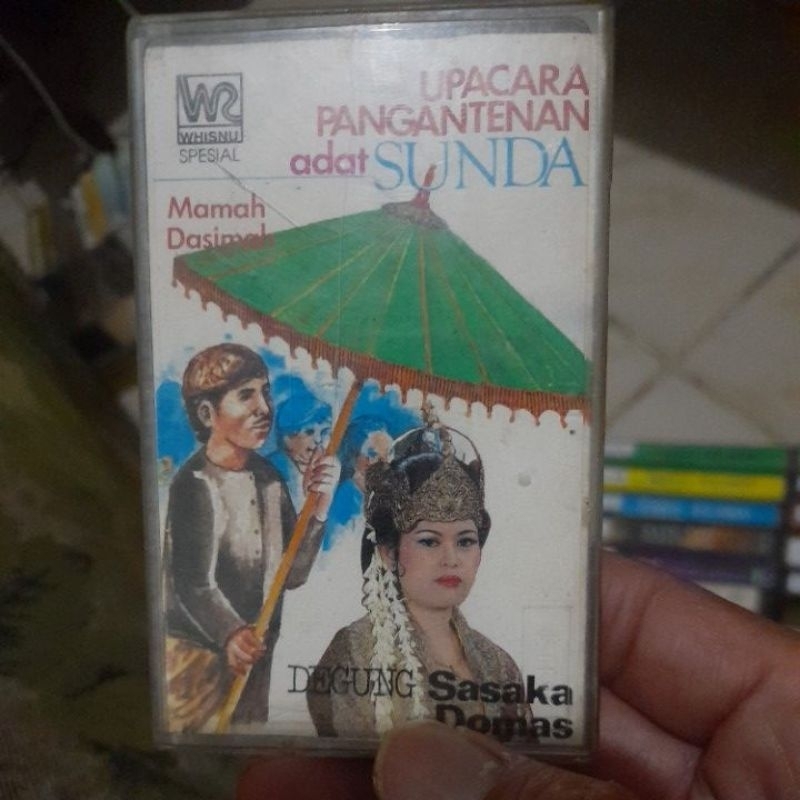 WR
WHISNU
SPESIAL
UPACARA
PANGANTENAN
adat SUNDA
Mamah
Dasimah
DEGUNG Sasaka
Domas